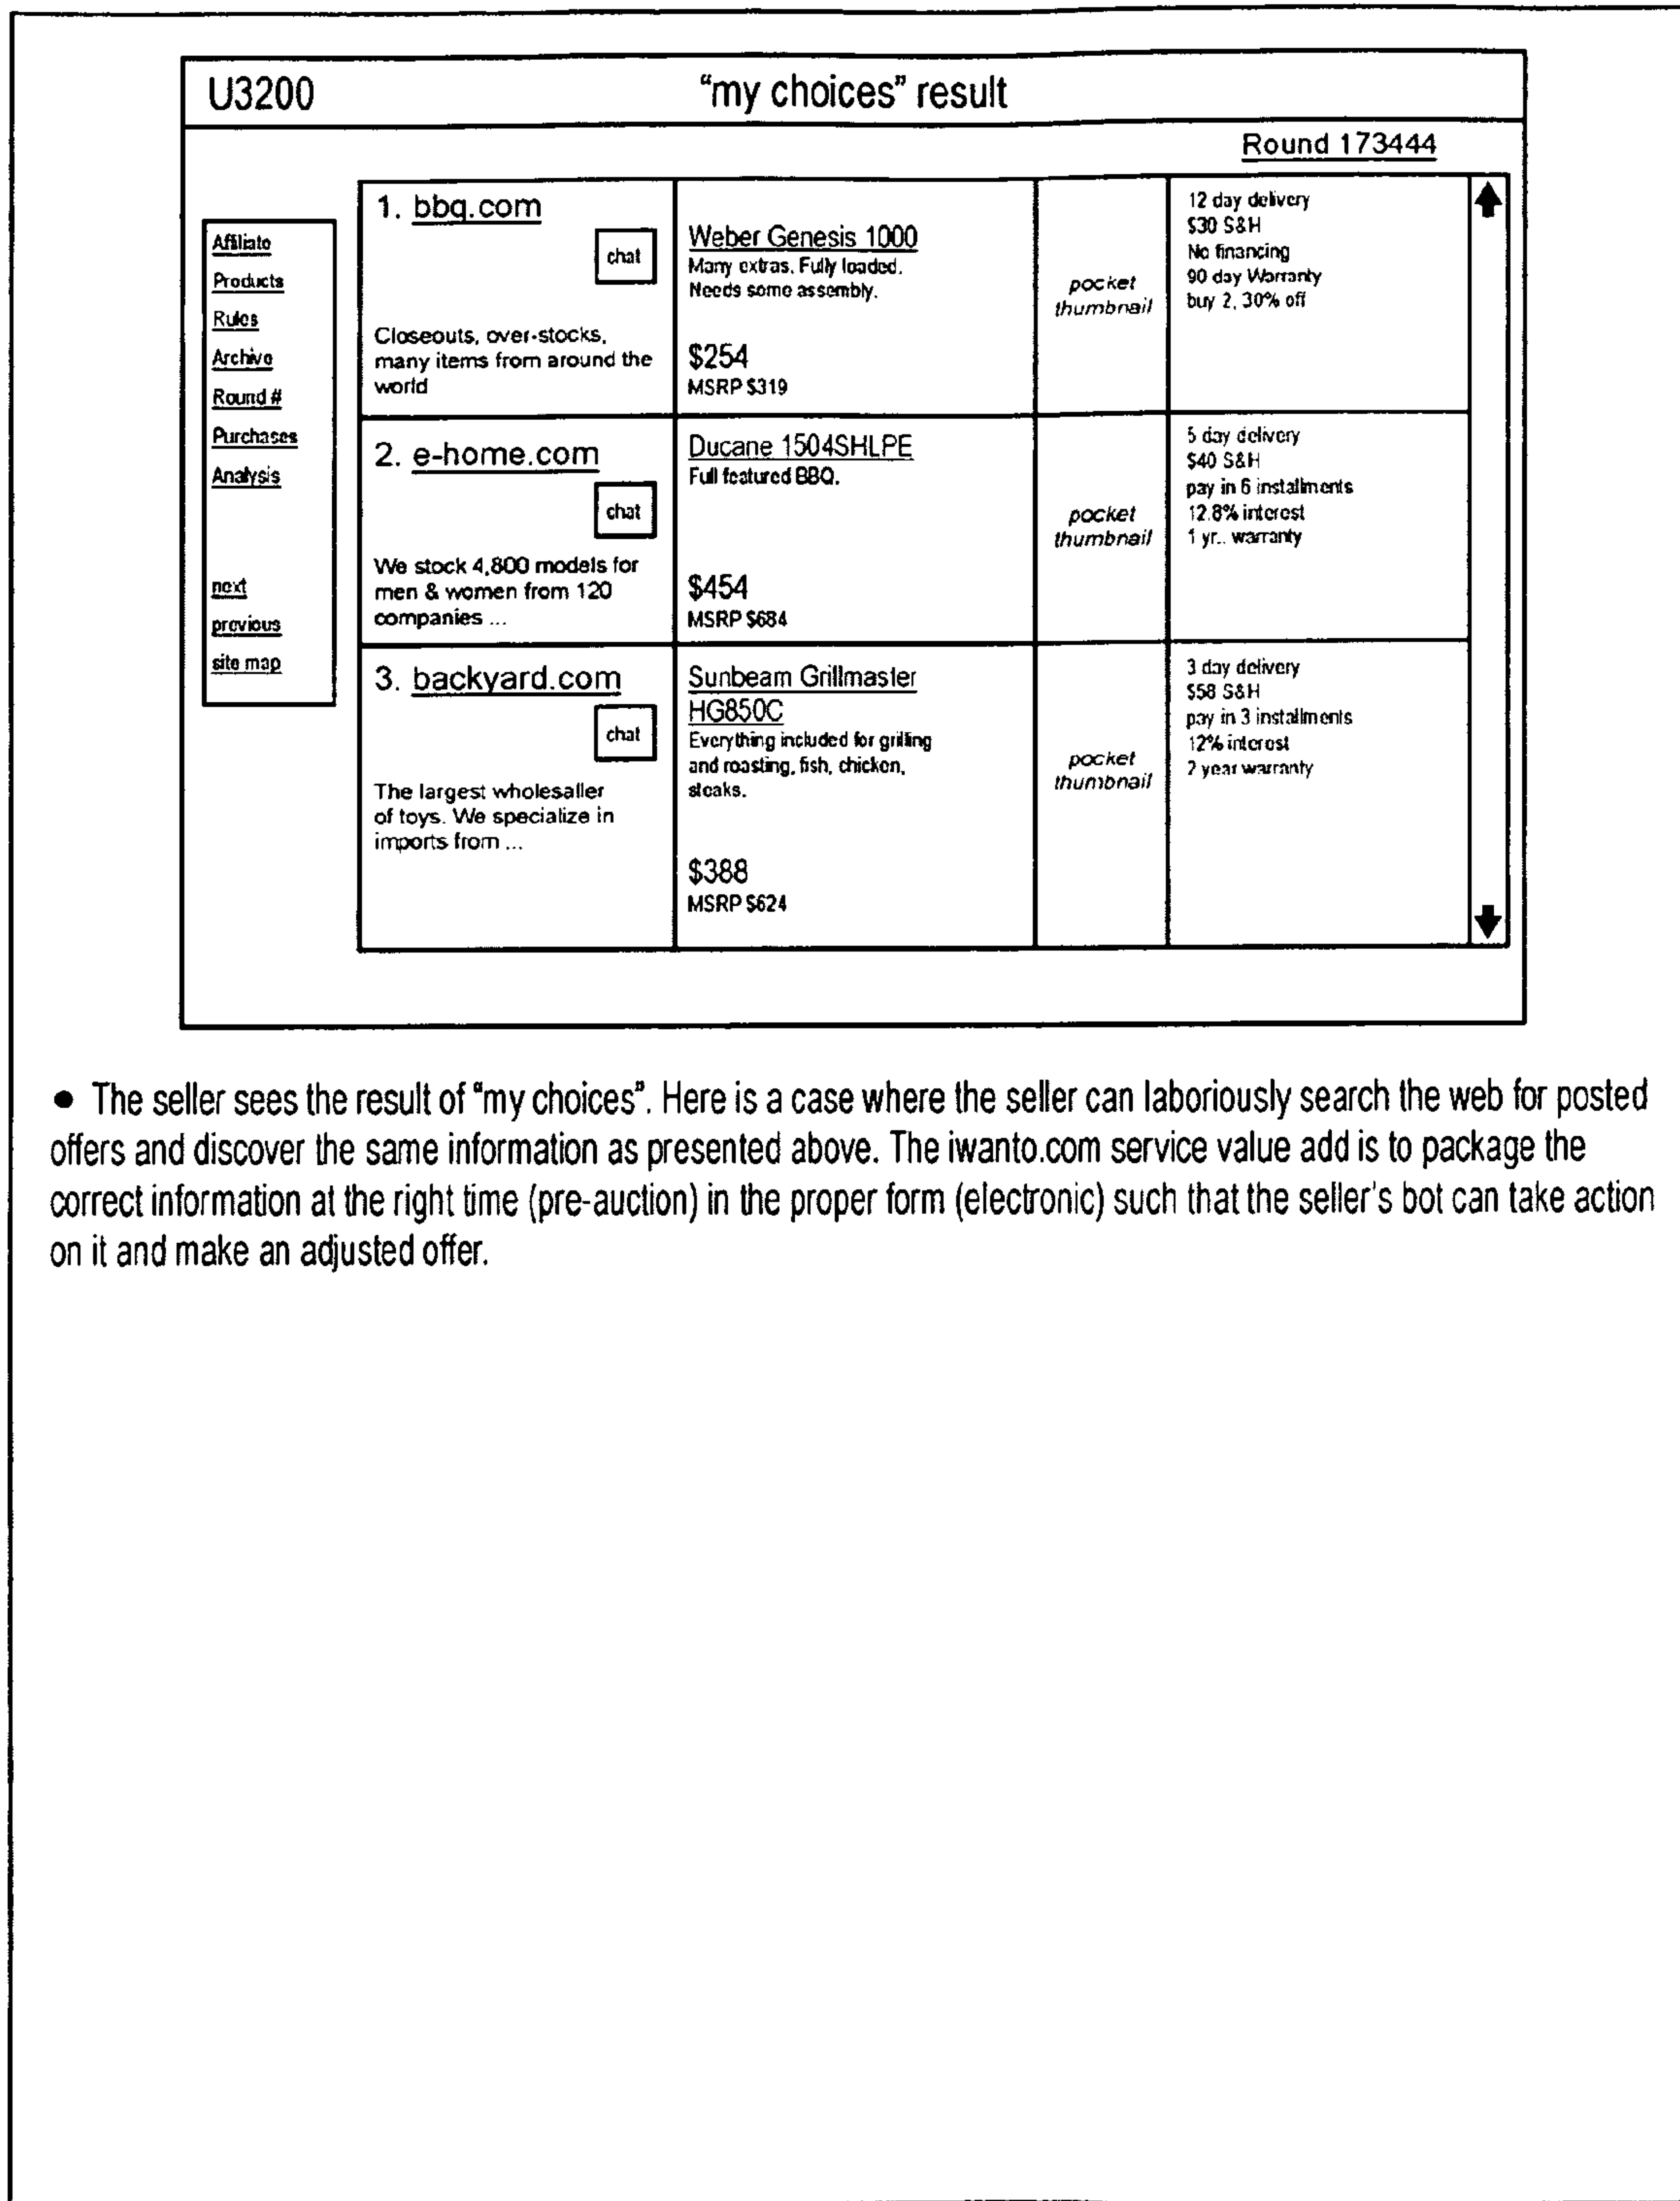 U3200
“my choices” result
Round 173444
Affiliate
Products
Rules
Archive
Round #
Purchases
Analysis
next
previous
site map
1. bbq.com
chat
Closeouts, over-stocks,
many items from around the
world
Weber Genesis 1000
Many extras. Fully loaded.
Needs some assembly.
$254
MSRP $319
pocket
thumbnail
12 day delivery
$30 S&H
No financing
90 day Warranty
buy 2, 30% off
2. e-home.com
chat
We stock 4,800 models for
men & women from 120
companies ...
Ducane 1504SHLPE
Full featured BBQ.
$454
MSRP $684
pocket
thumbnail
5 day delivery
$40 S&H
pay in 6 installments
12.8% interest
1 yr.. warranty
3. backyard.com
chat
The largest wholesaller
of toys. We specialize in
imports from ...
Sunbeam Grillmaster
HG850C
Everything included for grilling
and roasting, fish, chicken,
steaks.
$388
MSRP $624
pocket
thumbnail
3 day delivery
$58 S&H
pay in 3 installments
12% interest
2 year warranty
• The seller sees the result of “my choices”. Here is a case where the seller can laboriously search the web for posted
offers and discover the same information as presented above. The iwanto.com service value add is to package the
correct information at the right time (pre-auction) in the proper form (electronic) such that the seller’s bot can take action
on it and make an adjusted offer.